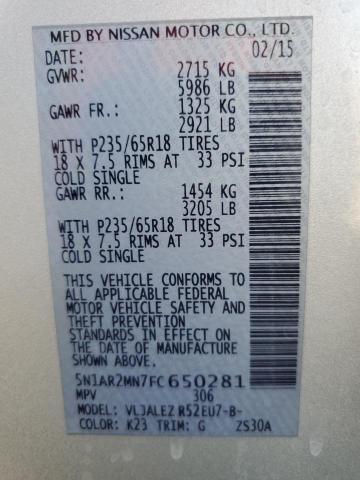 MFD BY NISSAN MOTOR CO., LTD.
DATE: 02/15
GVWR: 2715 KG
5986 LB
GAWR FR.: 1325 KG
2921 LB
WITH P235/65R18 TIRES
18 X 7.5 RIMS AT 33 PSI
COLD SINGLE
GAWR RR.: 1454 KG
3205 LB
WITH P235/65R18 TIRES
18 X 7.5 RIMS AT 33 PSI
COLD SINGLE
THIS VEHICLE CONFORMS TO
ALL APPLICABLE FEDERAL
MOTOR VEHICLE SAFETY AND
THEFT PREVENTION
STANDARDS IN EFFECT ON
THE DATE OF MANUFACTURE
SHOWN ABOVE.
5N1AR2MN7FC650281
MPV 306
MODEL: VLJALEZ R52EU7-B-
COLOR: K23 TRIM: G ZS30A